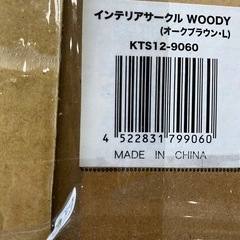 インテリアサークル WOODY
(オークブラウン・L)
KTS12-9060
4 522831 799060
MADE IN CHINA